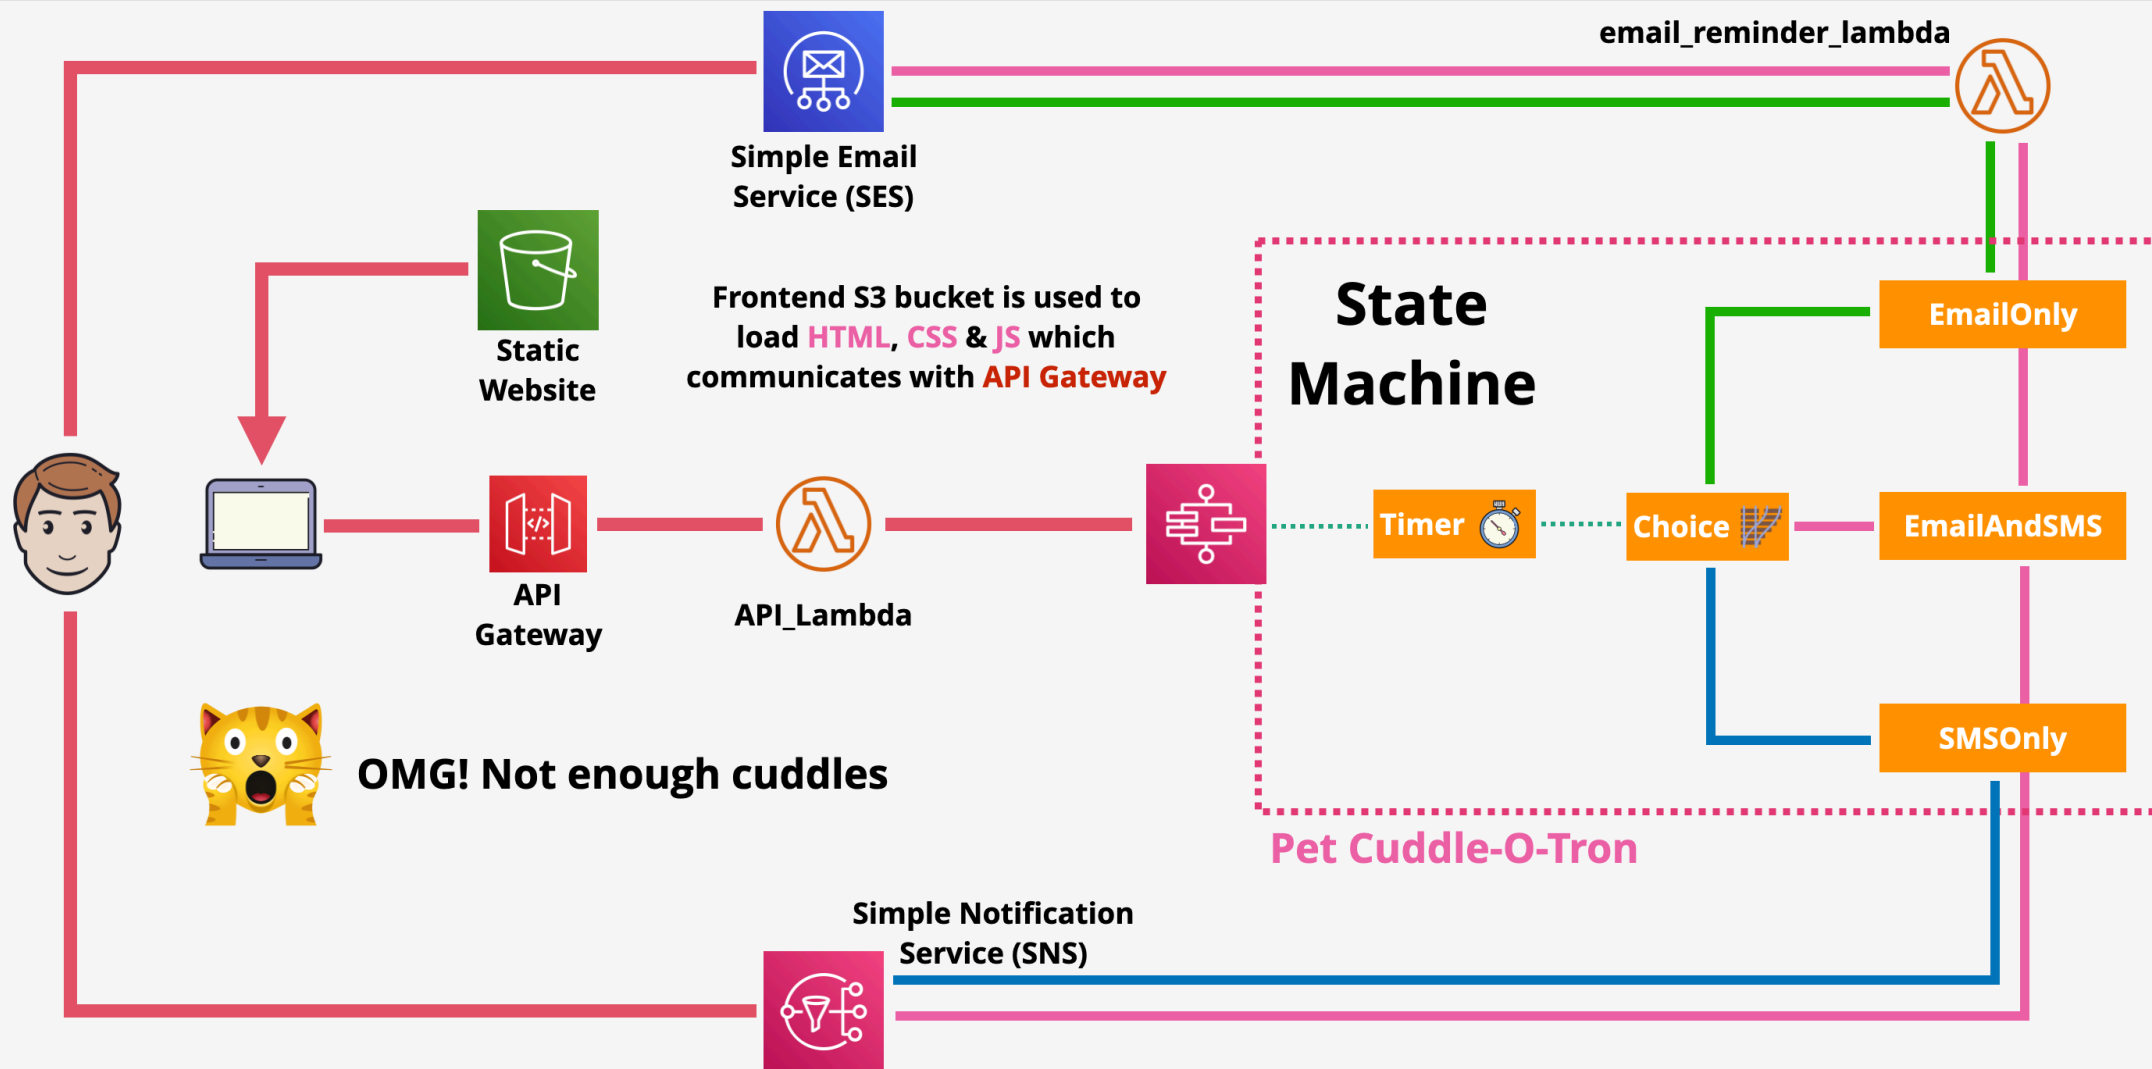 email_reminder_lambda
Simple Email
Service (SES)
Static
Website
Frontend S3 bucket is used to
load HTML, CSS & JS which
communicates with API Gateway
State
Machine
EmailOnly
Timer
Choice
EmailAndSMS
API
Gateway
API_Lambda
SMSOnly
OMG! Not enough cuddles
Pet Cuddle-O-Tron
Simple Notification
Service (SNS)